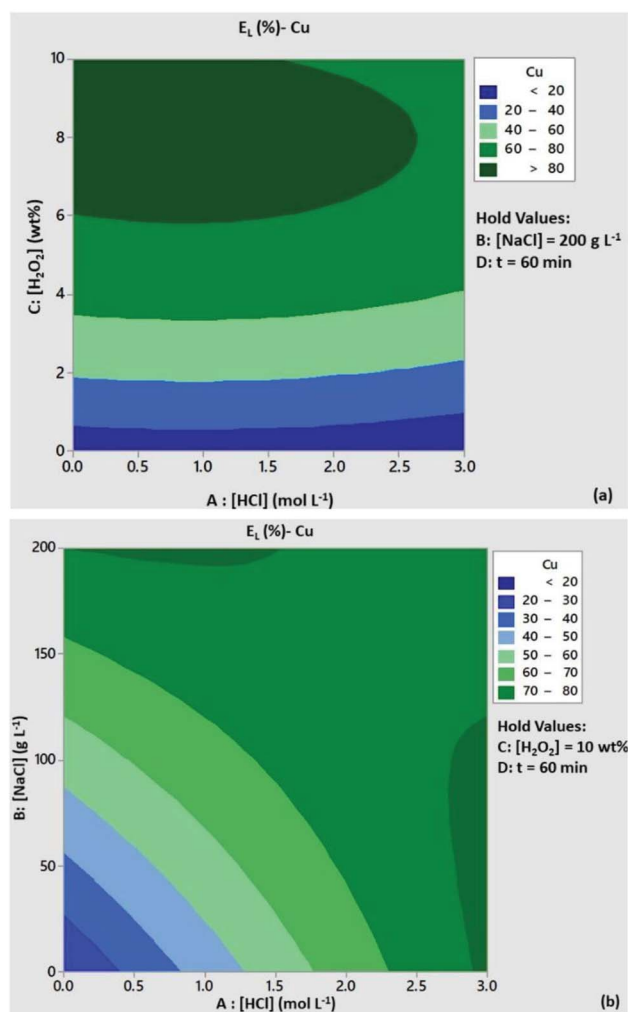 E_L (%)- Cu
10
8
6
4
2
0
C: [H₂O₂] (wt%)
0.0 0.5 1.0 1.5 2.0 2.5 3.0
A : [HCl] (mol L⁻¹)
Cu
< 20
20 – 40
40 – 60
60 – 80
> 80
Hold Values:
B: [NaCl] = 200 g L⁻¹
D: t = 60 min
(a)
E_L (%)- Cu
200
150
100
50
0
B: [NaCl] (g L⁻¹)
0.0 0.5 1.0 1.5 2.0 2.5 3.0
A : [HCl] (mol L⁻¹)
Cu
< 20
20 – 30
30 – 40
40 – 50
50 – 60
60 – 70
70 – 80
Hold Values:
C: [H₂O₂] = 10 wt%
D: t = 60 min
(b)